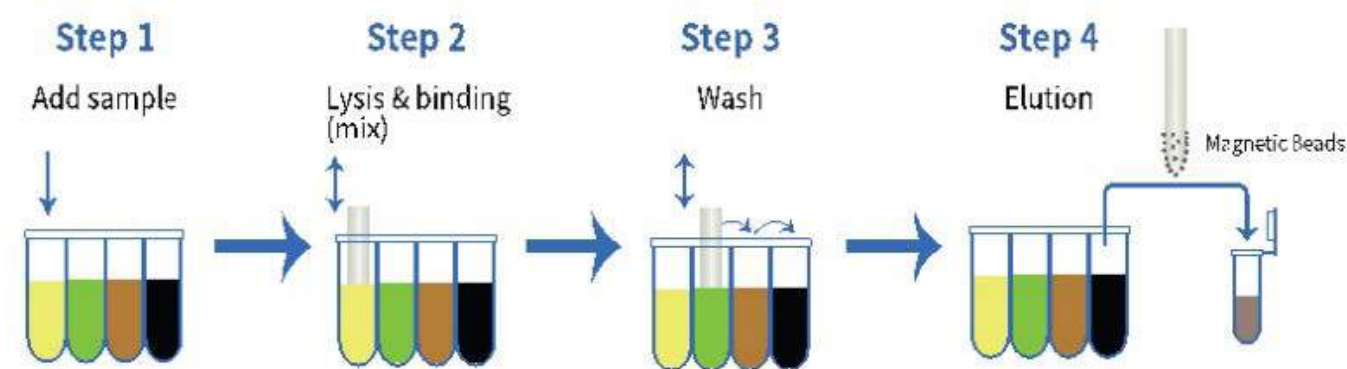 Step 1
Add sample
Step 2
Lysis & binding
(mix)
Step 3
Wash
Step 4
Elution
Magnetic Beads